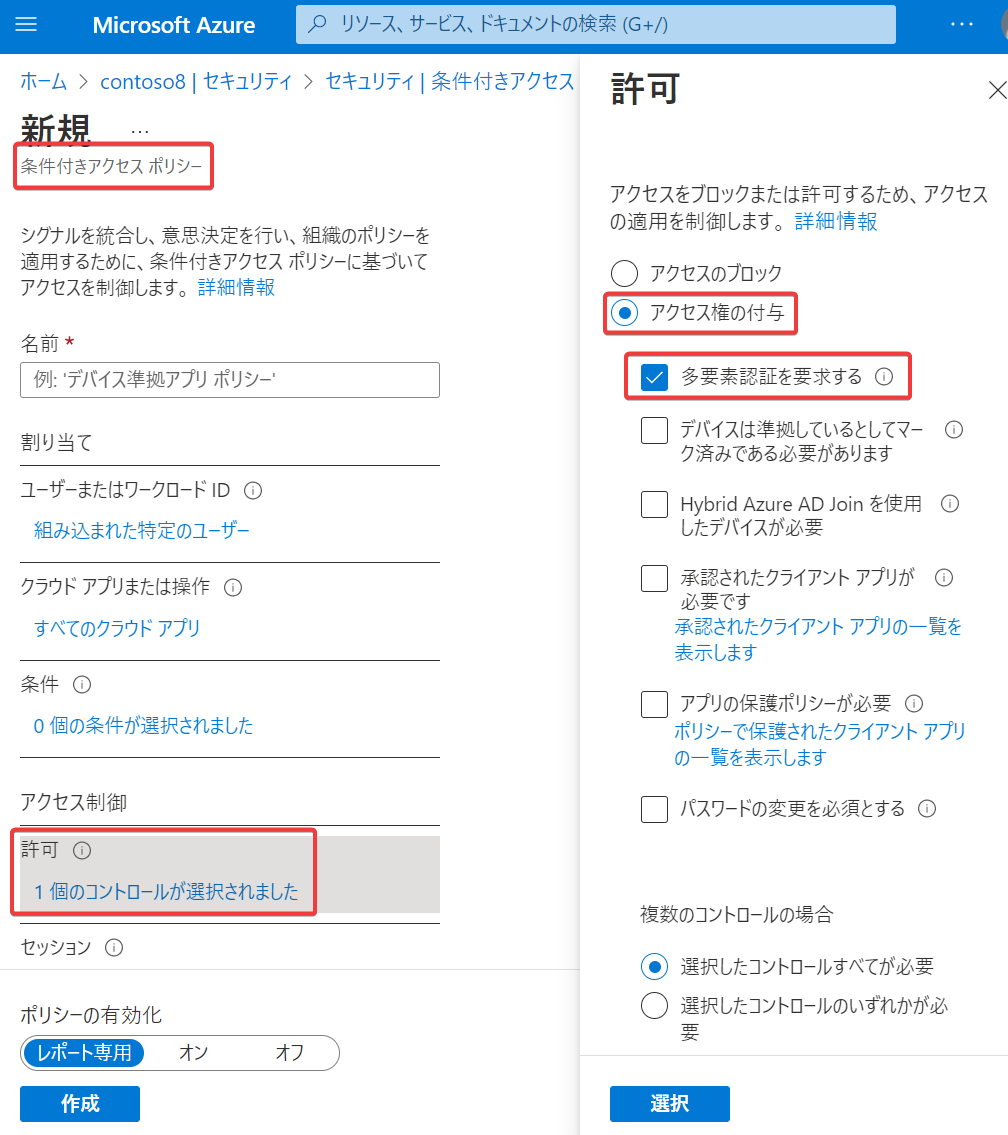 Microsoft Azure
リソース、サービス、ドキュメントの検索 (G+/)
ホーム > contoso8 | セキュリティ > セキュリティ | 条件付きアクセス
新規 ...
条件付きアクセス ポリシー
シグナルを統合し、意思決定を行い、組織のポリシーを
適用するために、条件付きアクセス ポリシーに基づいて
アクセスを制御します。 詳細情報
名前 *
例: 'デバイス準拠アプリ ポリシー'
割り当て
ユーザーまたはワークロード ID
組み込まれた特定のユーザー
クラウド アプリまたは操作
すべてのクラウド アプリ
条件
0 個の条件が選択されました
アクセス制御
許可
1 個のコントロールが選択されました
セッション
ポリシーの有効化
レポート専用 オン オフ
作成
許可
アクセスをブロックまたは許可するため、アクセス
の適用を制御します。 詳細情報
アクセスのブロック
アクセス権の付与
多要素認証を要求する
デバイスは準拠しているとしてマー
ク済みである必要があります
Hybrid Azure AD Join を使用
したデバイスが必要
承認されたクライアント アプリが
必要です
承認されたクライアント アプリの一覧を
表示します
アプリの保護ポリシーが必要
ポリシーで保護されたクライアント アプリ
の一覧を表示します
パスワードの変更を必須とする
複数のコントロールの場合
選択したコントロールすべてが必要
選択したコントロールのいずれかが必
要
選択